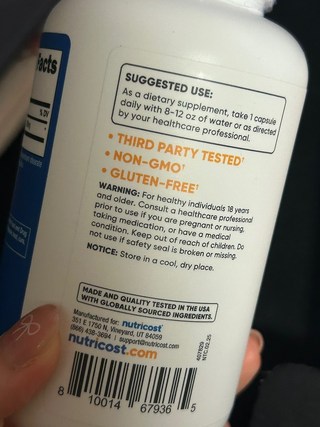 Facts
% DV
SUGGESTED USE:
As a dietary supplement, take 1 capsule
daily with 8-12 oz of water or as directed
by your healthcare professional.
• THIRD PARTY TESTED†
• NON-GMO†
• GLUTEN-FREE†
WARNING: For healthy individuals 18 years
and older. Consult a healthcare professional
prior to use if you are pregnant or nursing,
taking medication, or have a medical
condition. Keep out of reach of children. Do
not use if safety seal is broken or missing.
NOTICE: Store in a cool, dry place.
MADE AND QUALITY TESTED IN THE USA
WITH GLOBALLY SOURCED INGREDIENTS.
Manufactured for: nutricost
351 E 1750 N, Vineyard, UT 84059
(866) 438-3694 | support@nutricost.com
nutricost.com
8 10014 67936 5